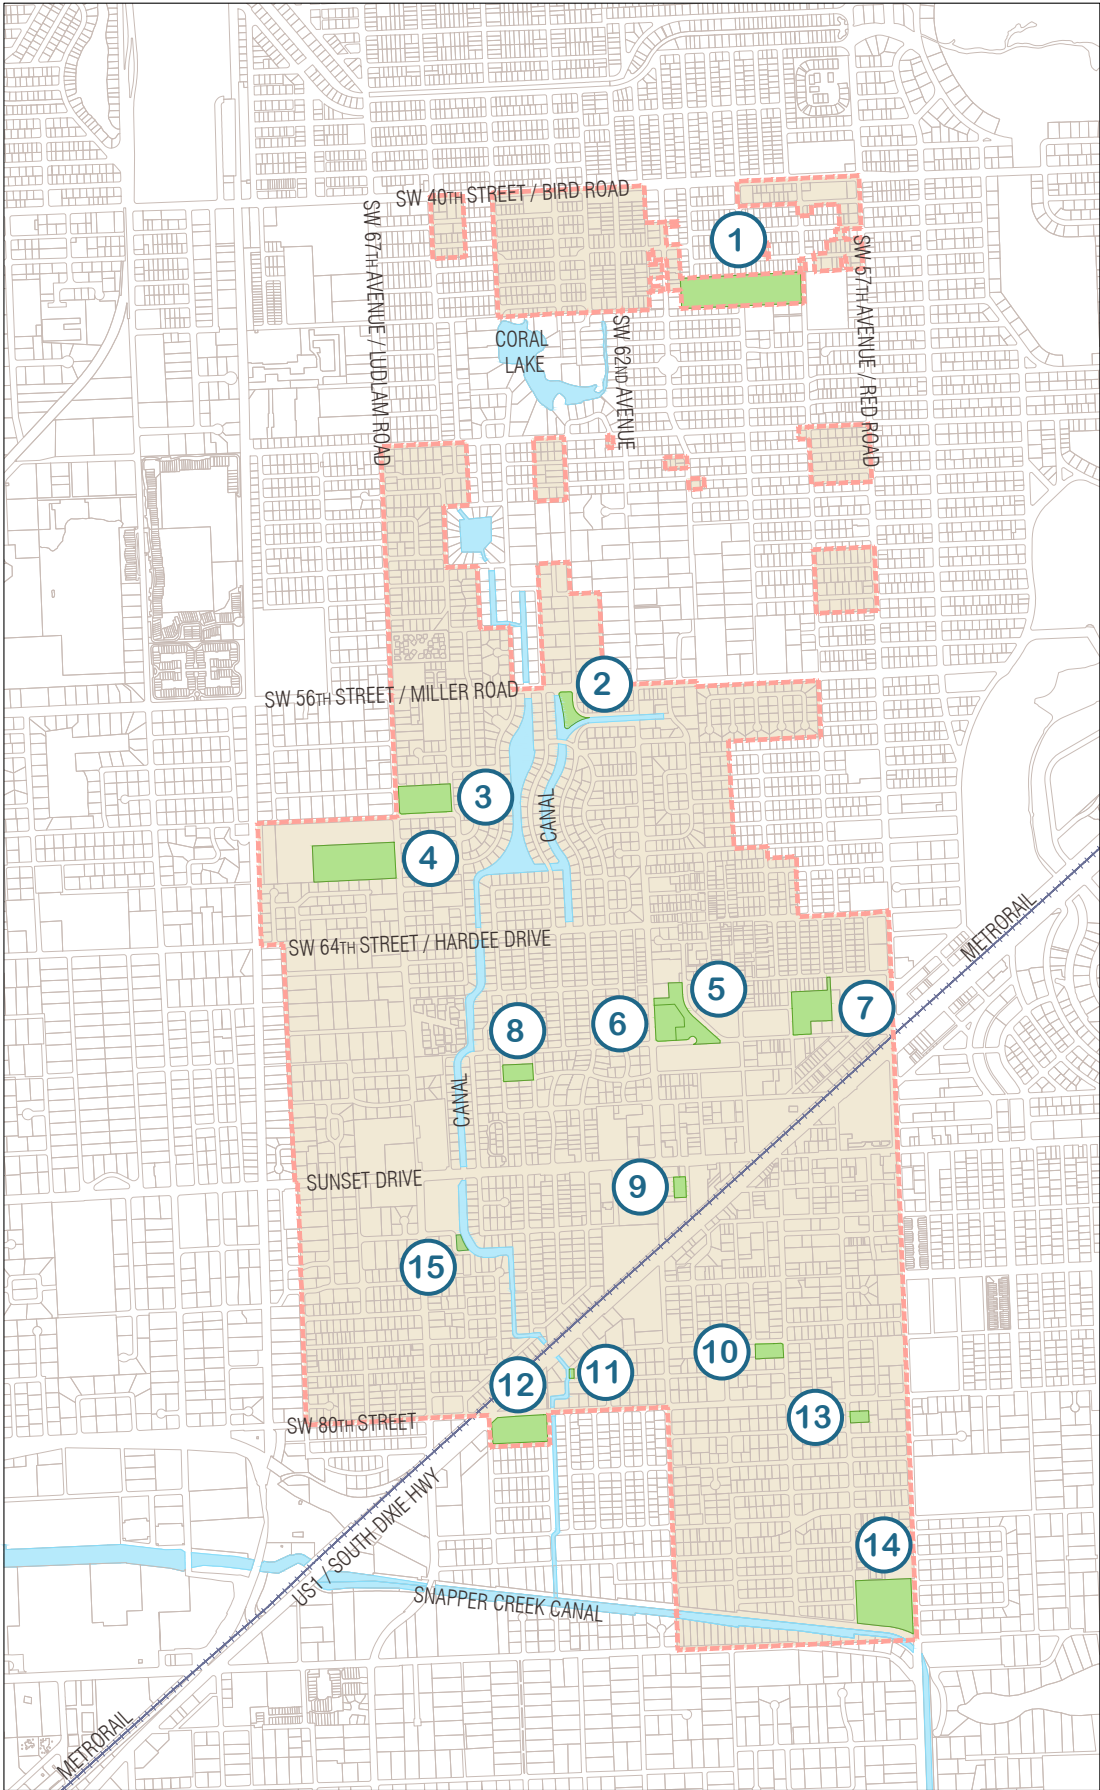 SW 40TH STREET / BIRD ROAD
SW 67TH AVENUE / LUDLAM ROAD
1
SW 57TH AVENUE / RED ROAD
CORAL
LAKE
SW 62ND AVENUE
2
SW 56TH STREET / MILLER ROAD
3
CANAL
4
METRORAIL
SW 64TH STREET / HARDEE DRIVE
5
6
7
8
CANAL
SUNSET DRIVE
9
15
10
11
12
13
SW 80TH STREET
US1 / SOUTH DIXIE HWY
14
SNAPPER CREEK CANAL
METRORAIL